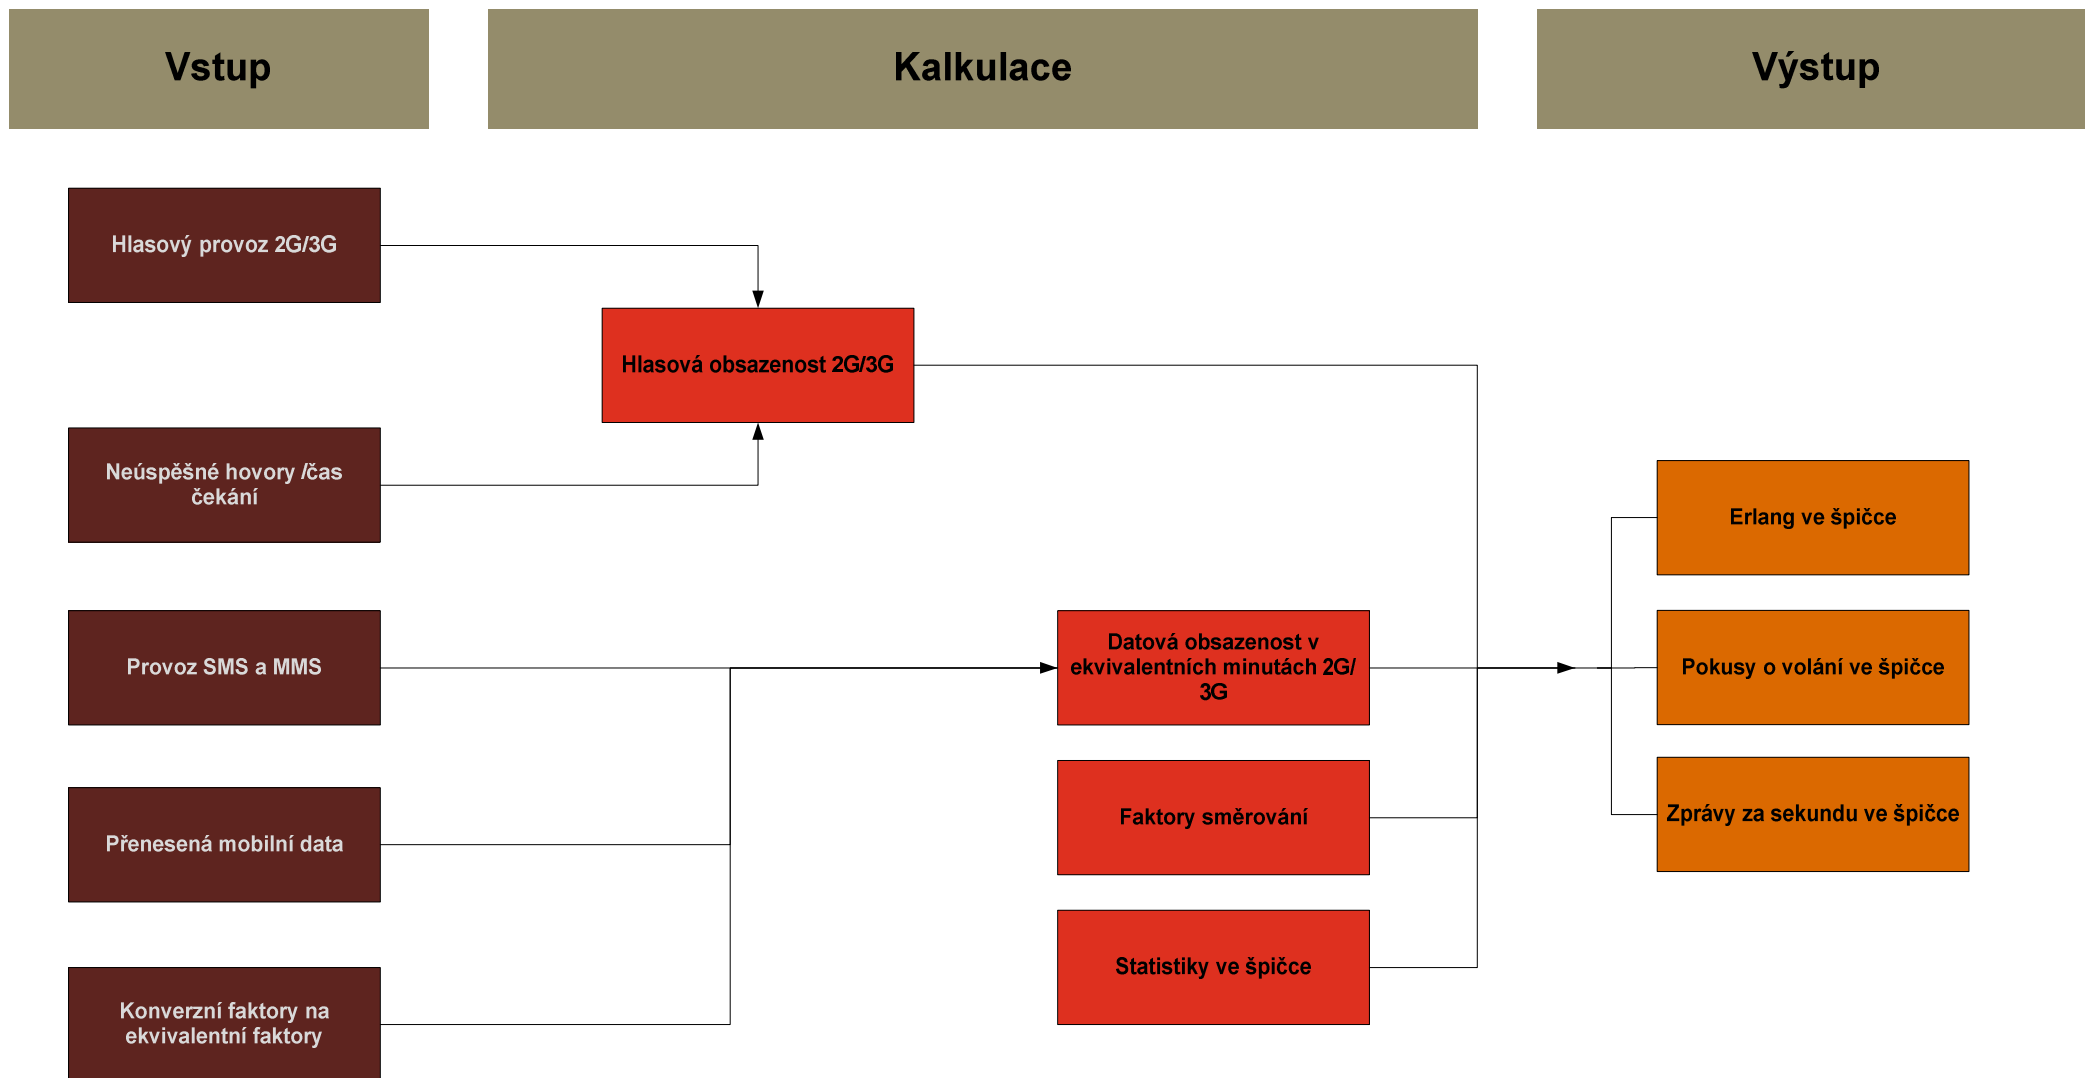 Vstup
Kalkulace
Výstup
Hlasový provoz 2G/3G
Hlasová obsazenost 2G/3G
Neúspěšné hovory /čas
čekání
Erlang ve špičce
Provoz SMS a MMS
Datová obsazenost v
ekvivalentních minutách 2G/
3G
Pokusy o volání ve špičce
Přenesená mobilní data
Faktory směrování
Zprávy za sekundu ve špičce
Statistiky ve špičce
Konverzní faktory na
ekvivalentní faktory